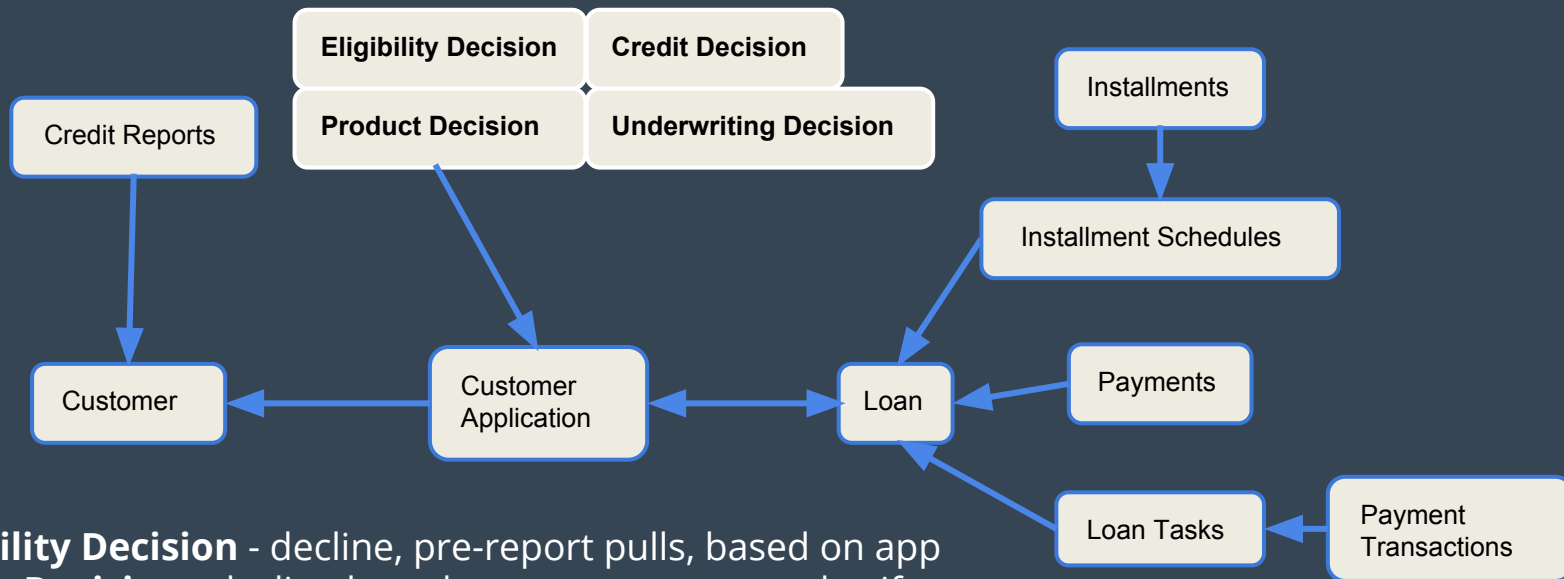 Eligibility Decision
Credit Decision
Product Decision
Underwriting Decision
Credit Reports
Installments
Installment Schedules
Customer
Customer
Application
Loan
Payments
Loan Tasks
Payment
Transactions
ility Decision - decline, pre-report pulls, based on app